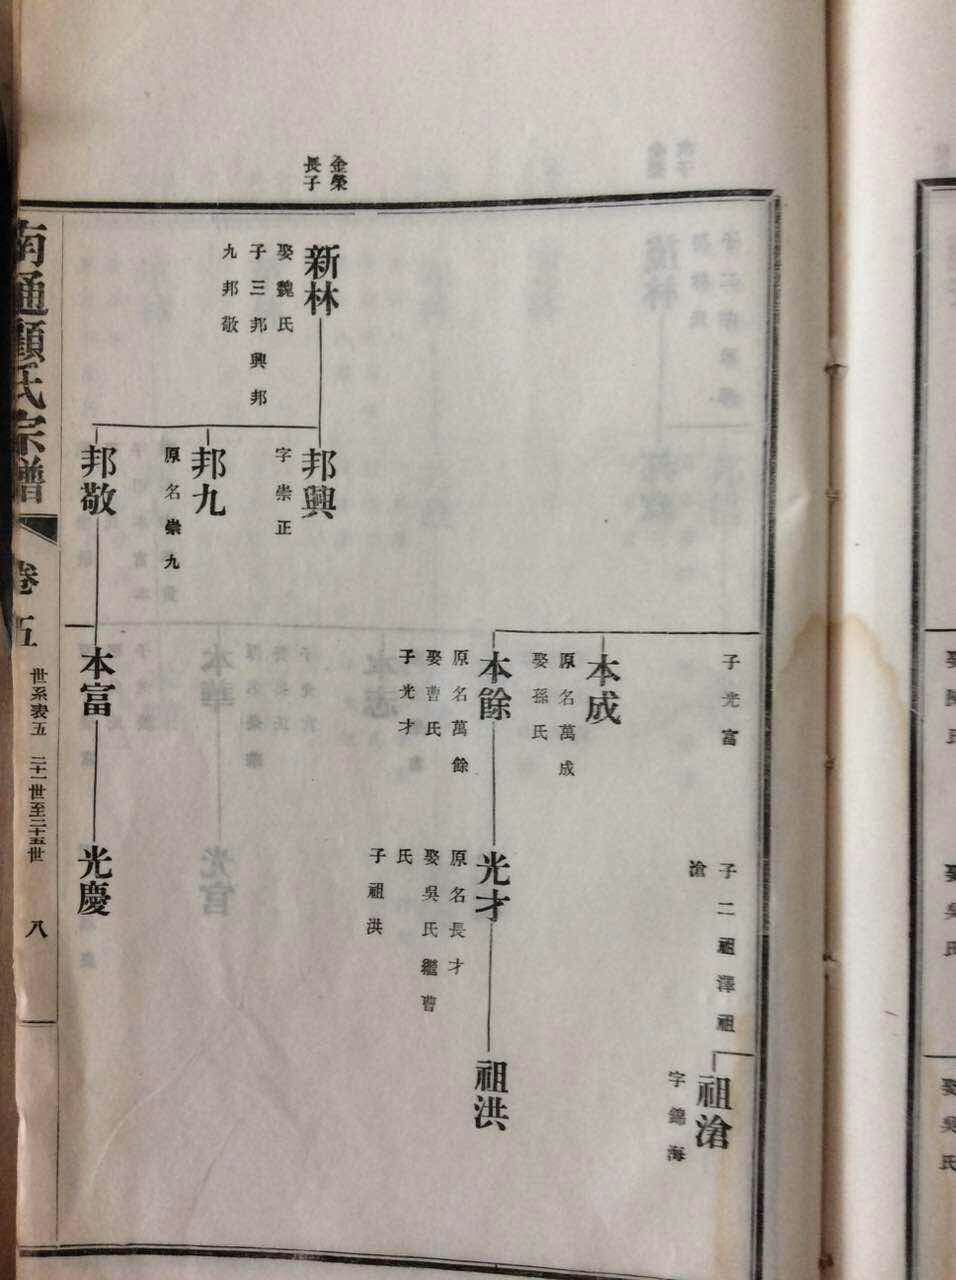 子光富
子二祖澤祖
滄
祖滄
字錦海
本成
原名萬成
娶孫氏
本餘
原名萬餘
娶曹氏
子光才
光才
原名長才
娶吳氏繼曹
氏
子祖洪
祖洪
金榮
長子
新林
娶魏氏
子三邦興邦
九邦敬
邦興
字崇正
邦九
原名崇九
邦敬
本富
光慶
南通顧氏宗譜
卷五
世系表五
二十一世至二十五世
八
娶吳氏